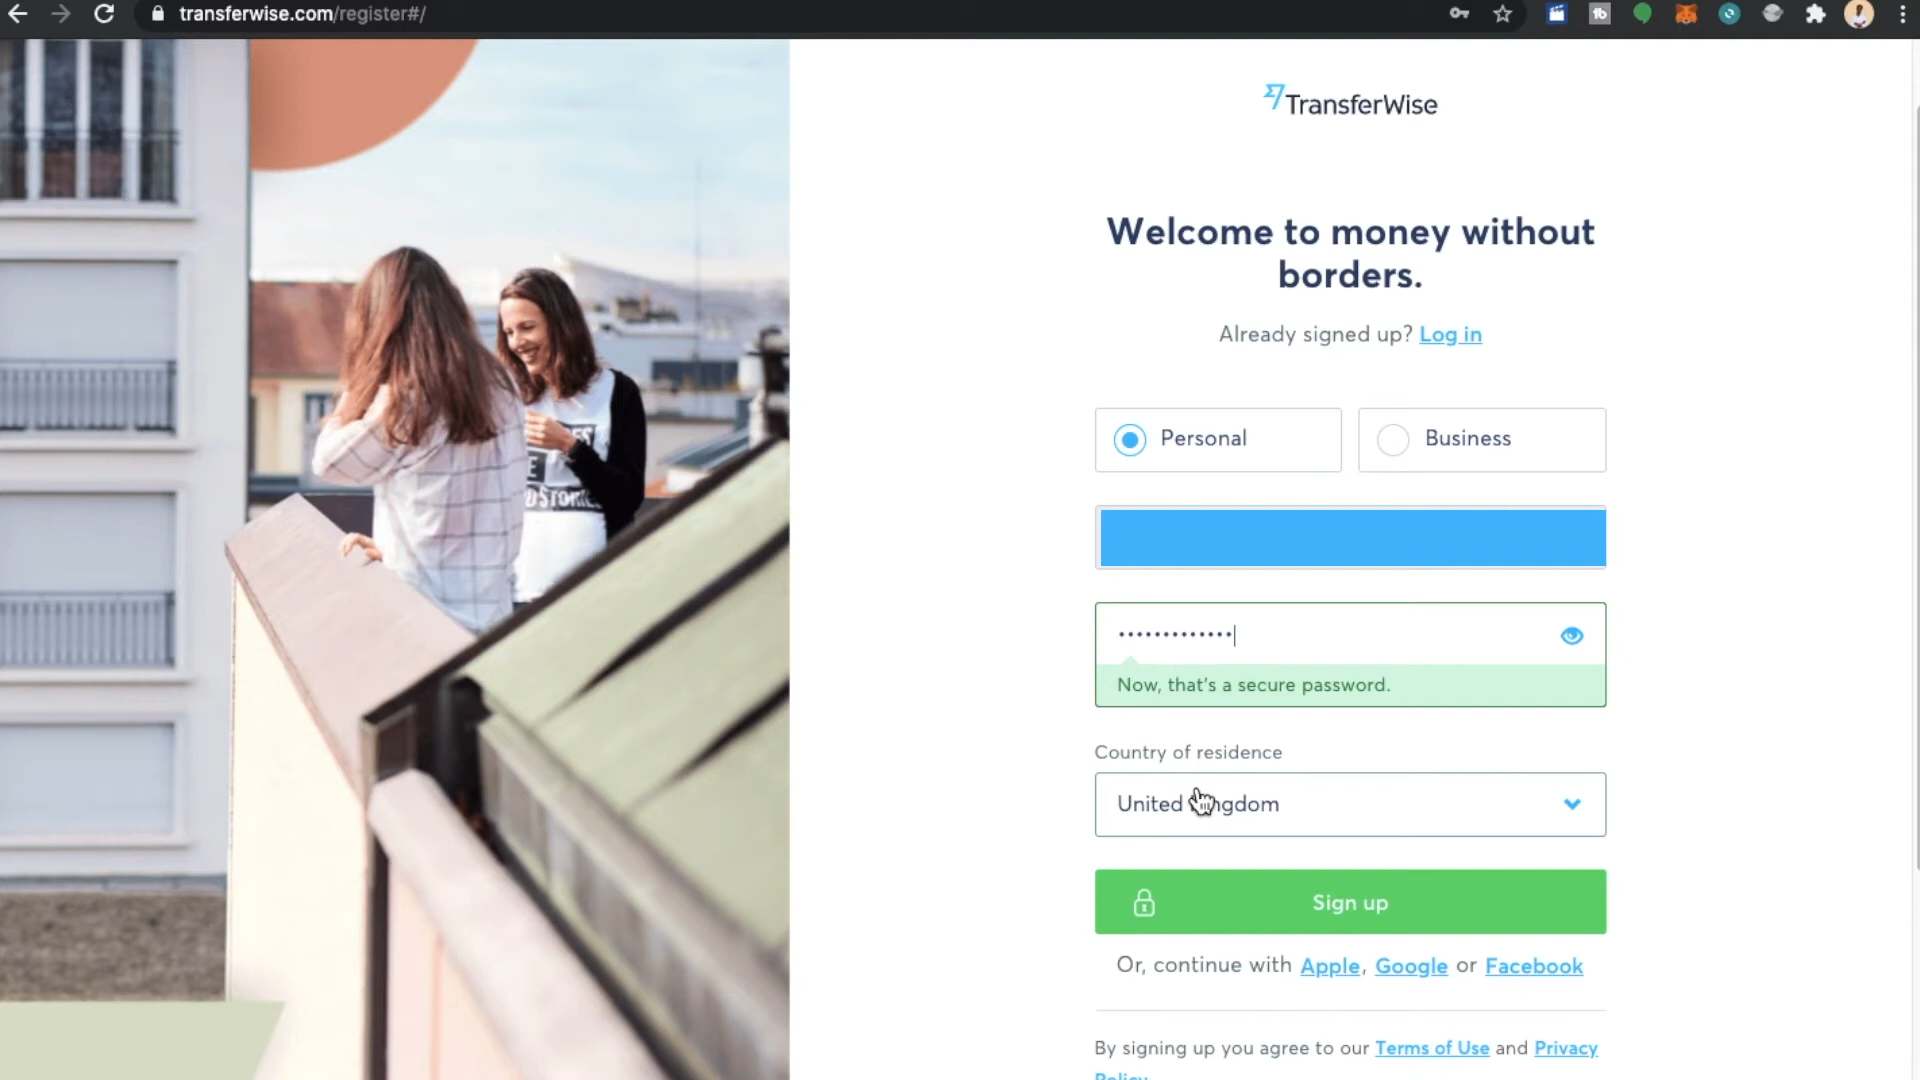 transferwise.com/register#/
tb
TransferWise
Welcome to money without
borders.
Already signed up? Log in
Personal
Business
•••••••••••••
Now, that's a secure password.
Country of residence
United Kingdom
Sign up
Or, continue with Apple, Google or Facebook
By signing up you agree to our Terms of Use and Privacy
Policy